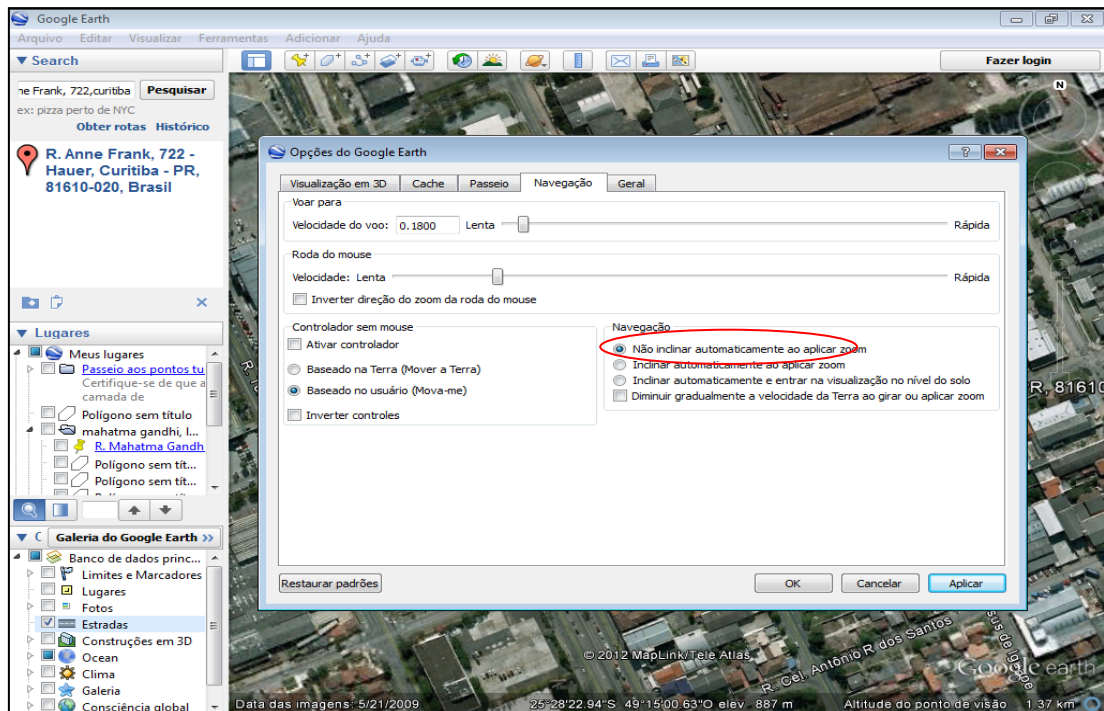 Google Earth
Arquivo Editar Visualizar Ferramentas Adicionar Ajuda
Search
Fazer login
ne Frank, 722,curitiba Pesquisar
ex: pizza perto de NYC
Obter rotas Histórico
R. Anne Frank, 722 -
Hauer, Curitiba - PR,
81610-020, Brasil
Lugares
Meus lugares
Passeio aos pontos tu
Certifique-se de que a
camada de
Polígono sem título
mahatma gandhi, l...
R. Mahatma Gandh
Polígono sem tít...
Polígono sem tít...
C Galeria do Google Earth >>
Banco de dados princ...
Limites e Marcadores
Lugares
Fotos
Estradas
Construções em 3D
Ocean
Clima
Galeria
Consciência global
N
Opções do Google Earth
Visualização em 3D Cache Passeio Navegação Geral
Voar para
Velocidade do voo: 0.1800 Lenta Rápida
Roda do mouse
Velocidade: Lenta Rápida
Inverter direção do zoom da roda do mouse
Controlador sem mouse
Ativar controlador
Baseado na Terra (Mover a Terra)
Baseado no usuário (Mova-me)
Inverter controles
Navegação
Não inclinar automaticamente ao aplicar zoom
Inclinar automaticamente ao aplicar zoom
Inclinar automaticamente e entrar na visualização no nível do solo
Diminuir gradualmente a velocidade da Terra ao girar ou aplicar zoom
Restaurar padrões OK Cancelar Aplicar
R, 81610
© 2012 MapLink/Tele Atlas
R. Cel. Antônio R dos Santos
Google earth
Data das imagens: 5/21/2009 25°28'22.94"S 49°15'00.63"O elev 887 m Altitude do ponto de visão 1.37 km